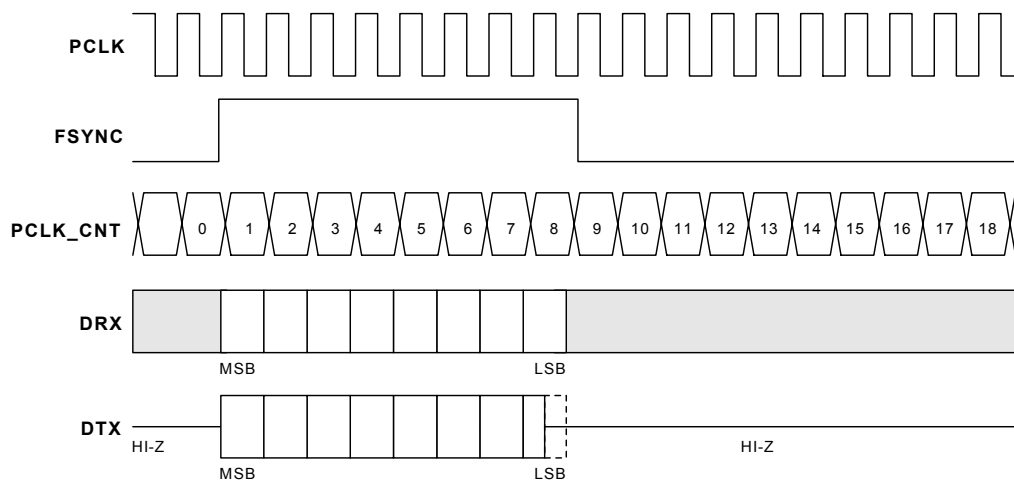 PCLK
FSYNC
PCLK_CNT 0 1 2 3 4 5 6 7 8 9 10 11 12 13 14 15 16 17 18
DRX
MSB LSB
DTX
HI-Z HI-Z
MSB LSB